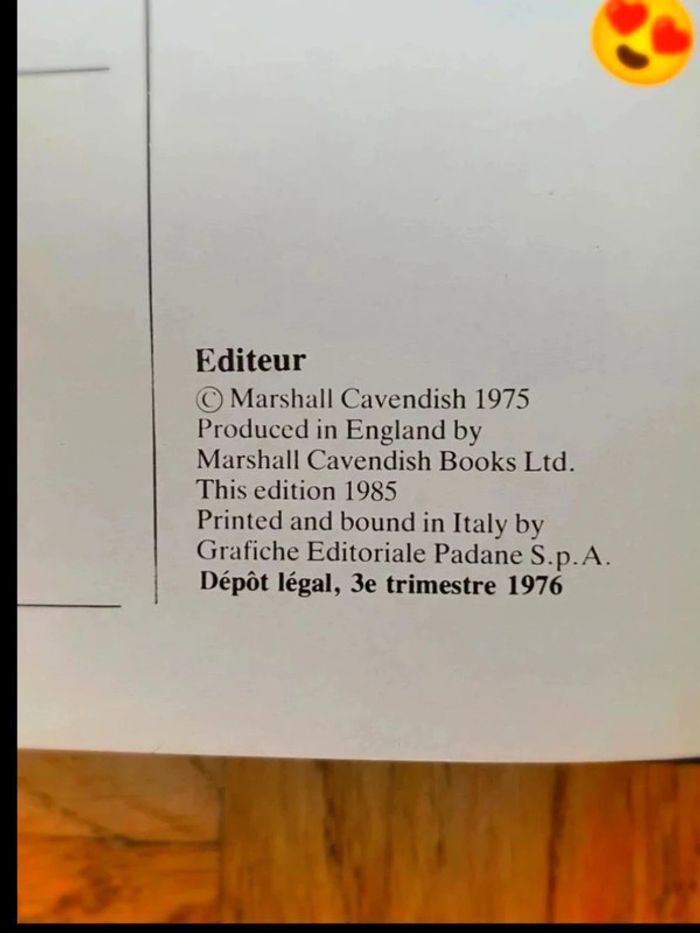 Editeur
© Marshall Cavendish 1975
Produced in England by
Marshall Cavendish Books Ltd.
This edition 1985
Printed and bound in Italy by
Grafiche Editoriale Padane S.p.A.
Dépôt légal, 3e trimestre 1976